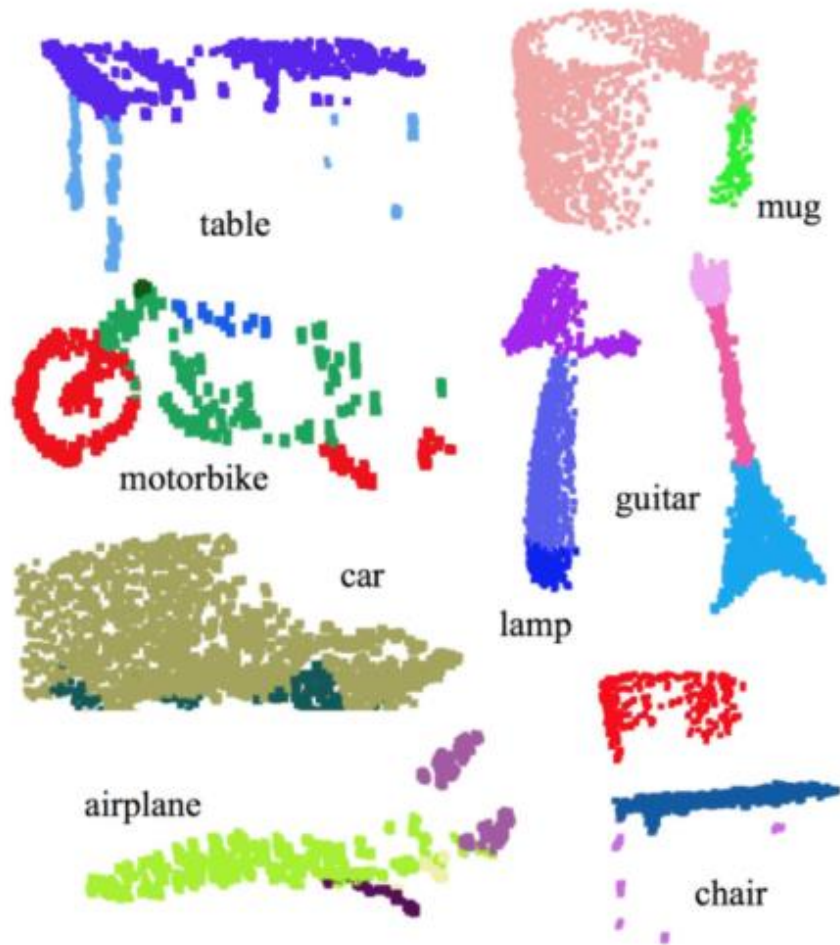 table
mug
motorbike
guitar
car
lamp
airplane
chair